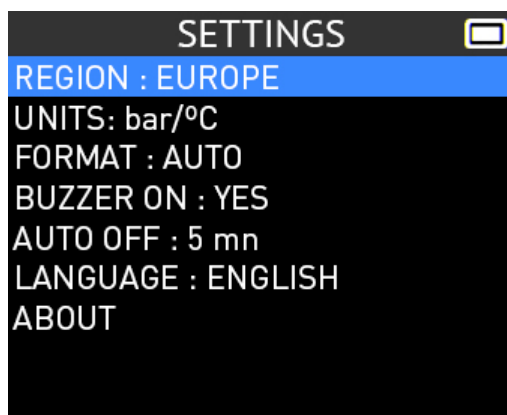 SETTINGS
REGION : EUROPE
UNITS: bar/ºC
FORMAT : AUTO
BUZZER ON : YES
AUTO OFF : 5 mn
LANGUAGE : ENGLISH
ABOUT